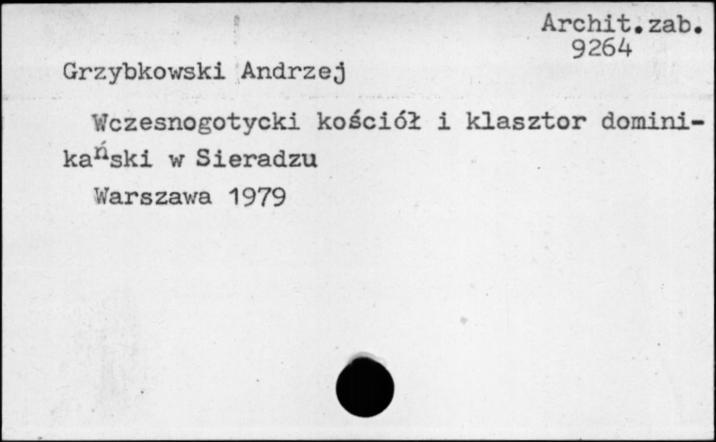 Archit.zab.
9264
Grzybkowski Andrzej
Wczesnogotycki kościół i klasztor domini-
kański w Sieradzu
Warszawa 1979